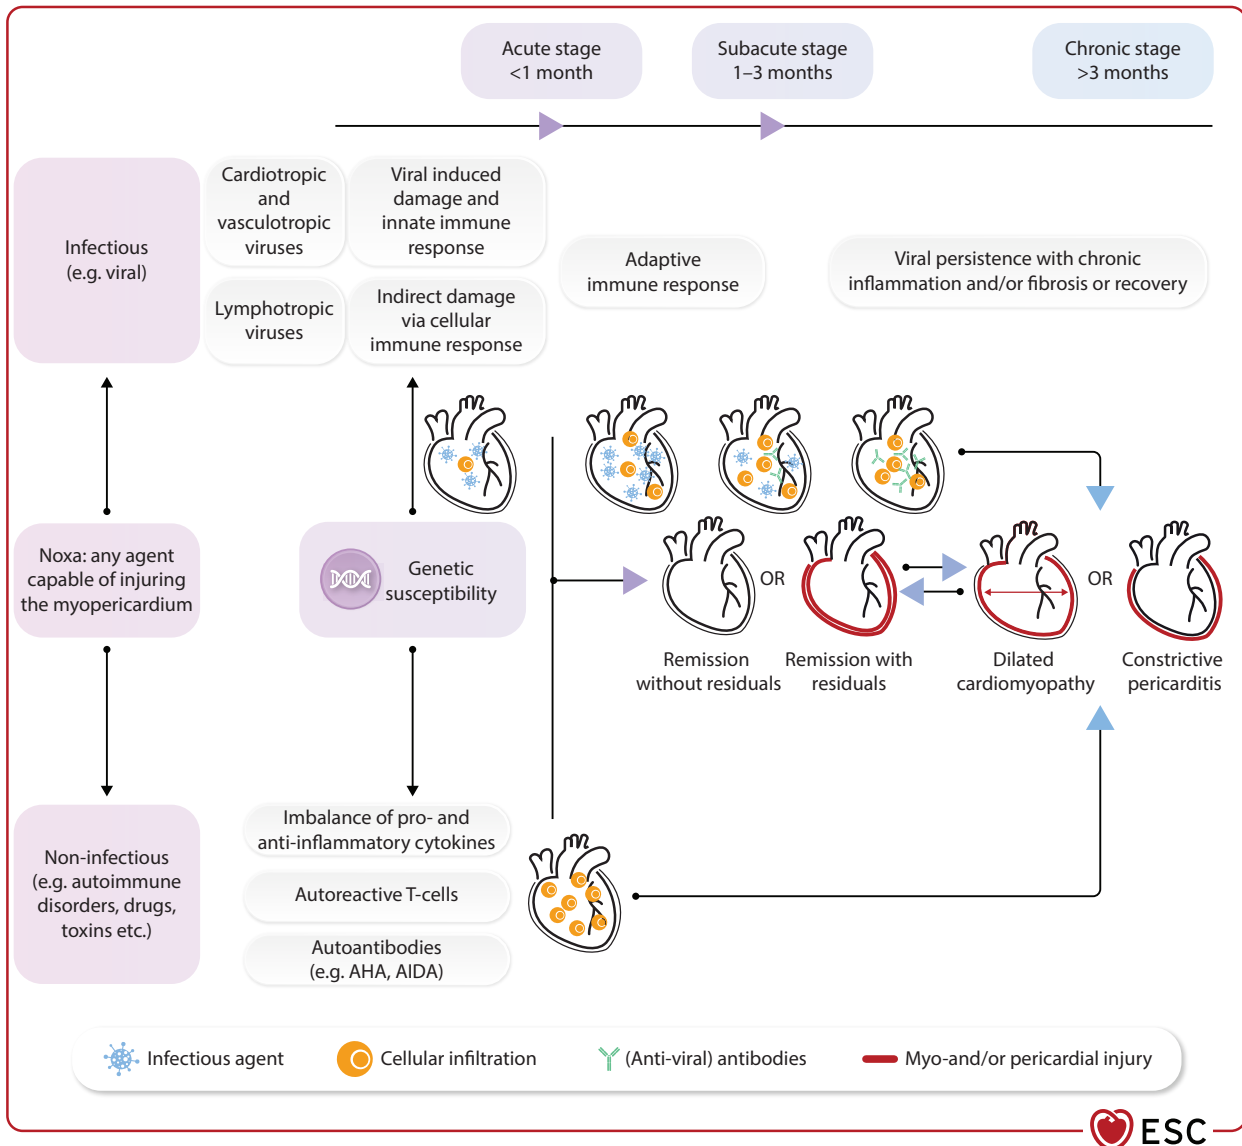 Acute stage
<1 month
Subacute stage
1–3 months
Chronic stage
>3 months
Infectious
(e.g. viral)
Cardiotropic
and
vasculotropic
viruses
Viral induced
damage and
innate immune
response
Lymphotropic
viruses
Indirect damage
via cellular
immune response
Adaptive
immune response
Viral persistence with chronic
inflammation and/or fibrosis or recovery
Noxa: any agent
capable of injuring
the myopericardium
Genetic
susceptibility
OR
OR
Remission
without residuals
Remission with
residuals
Dilated
cardiomyopathy
Constrictive
pericarditis
Non-infectious
(e.g. autoimmune
disorders, drugs,
toxins etc.)
Imbalance of pro- and
anti-inflammatory cytokines
Autoreactive T-cells
Autoantibodies
(e.g. AHA, AIDA)
Infectious agent
Cellular infiltration
(Anti-viral) antibodies
Myo-and/or pericardial injury
ESC